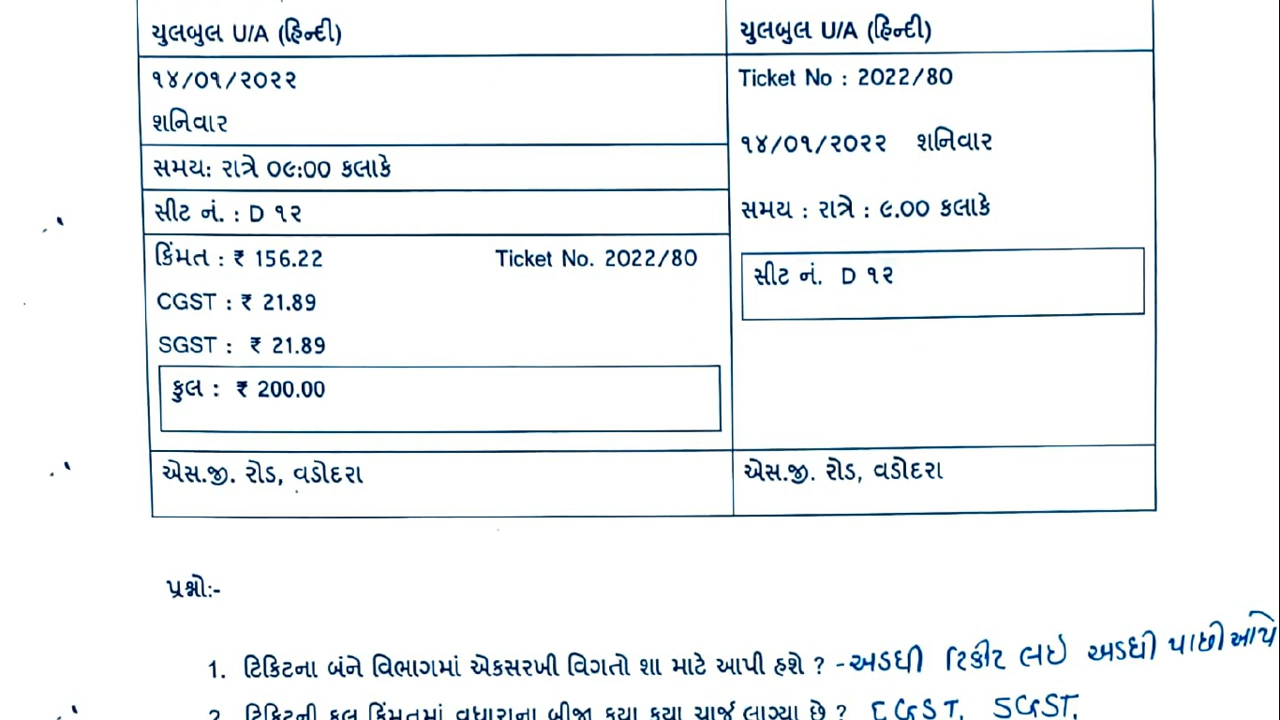 ચુલબુલ U/A (હિન્દી)
૧૪/૦૧/૨૦૨૨
શનિવાર
સમય: રાત્રે ૦૯:૦૦ કલાકે
સીટ નં. : D ૧૨
કિંમત : ₹ 156.22 Ticket No. 2022/80
CGST : ₹ 21.89
SGST : ₹ 21.89
કુલ : ₹ 200.00
એસ.જી. રોડ, વડોદરા
ચુલબુલ U/A (હિન્દી)
Ticket No : 2022/80
૧૪/૦૧/૨૦૨૨ શનિવાર
સમય : રાત્રે : ૯.00 કલાકે
સીટ નં. D ૧૨
એસ.જી. રોડ, વડોદરા
પ્રશ્નો:-
1. ટિકિટના બંને વિભાગમાં એકસરખી વિગતો શા માટે આપી હશે ? - અડધી ટિકીટ લઇ અડધી પાછી આપે
2. ટિકિટની કુલ કિંમતમાં વધારાના બીજા કયા કયા ચાર્જ લાગ્યા છે ? CGST, SGST,